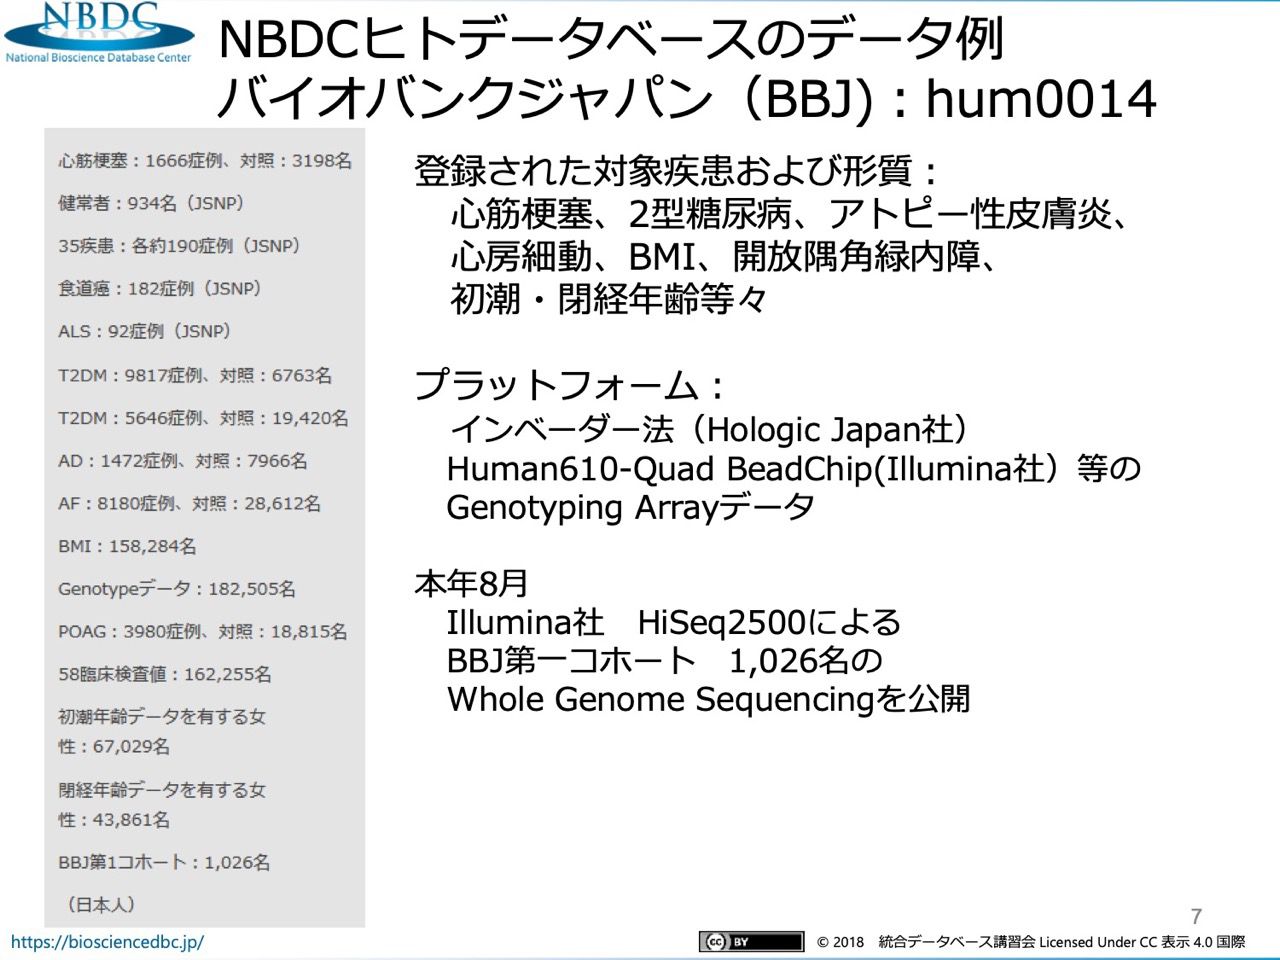 NBDC
National Bioscience Database Center
NBDCヒトデータベースのデータ例
バイオバンクジャパン（BBJ)：hum0014
心筋梗塞：1666症例、対照：3198名
健常者：934名（JSNP）
35疾患：各約190症例（JSNP）
食道癌：182症例（JSNP）
ALS：92症例（JSNP）
T2DM：9817症例、対照：6763名
T2DM：5646症例、対照：19,420名
AD：1472症例、対照：7966名
AF：8180症例、対照：28,612名
BMI：158,284名
Genotypeデータ：182,505名
POAG：3980症例、対照：18,815名
58臨床検査値：162,255名
初潮年齢データを有する女
性：67,029名
閉経年齢データを有する女
性：43,861名
BBJ第1コホート：1,026名
（日本人）
登録された対象疾患および形質：
心筋梗塞、2型糖尿病、アトピー性皮膚炎、
心房細動、BMI、開放隅角緑内障、
初潮・閉経年齢等々
プラットフォーム：
インベーダー法（Hologic Japan社）
Human610-Quad BeadChip(Illumina社）等の
Genotyping Arrayデータ
本年8月
Illumina社　HiSeq2500による
BBJ第一コホート　1,026名の
Whole Genome Sequencingを公開
7
https://biosciencedbc.jp/
cc BY
© 2018　統合データベース講習会 Licensed Under CC 表示 4.0 国際